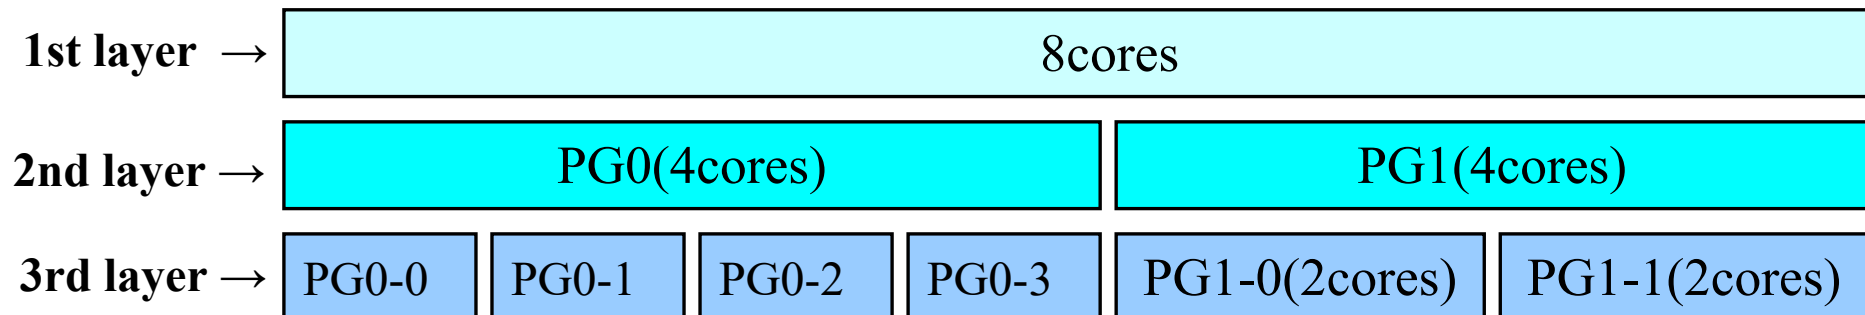 1st layer → 8cores
2nd layer → PG0(4cores) PG1(4cores)
3rd layer → PG0-0 PG0-1 PG0-2 PG0-3 PG1-0(2cores) PG1-1(2cores)